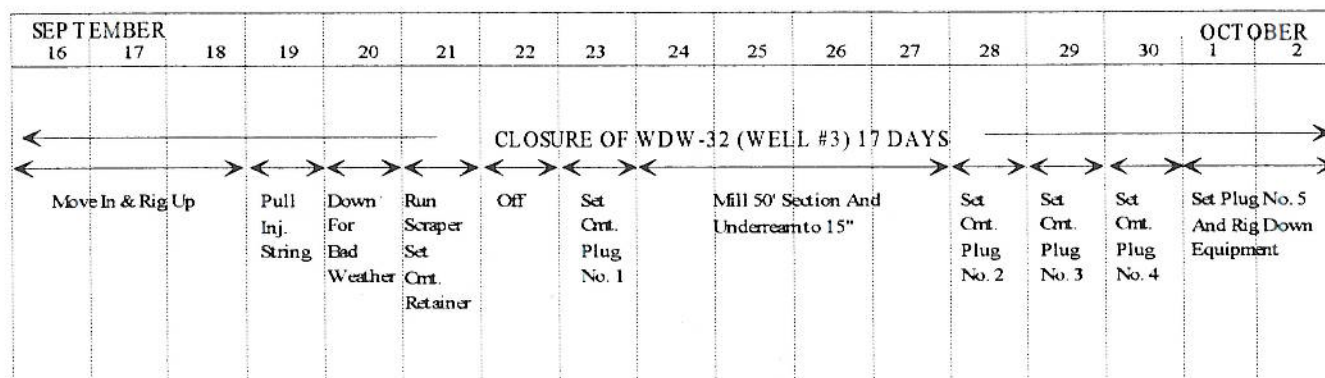 SEPTEMBER OCTOBER
16 17 18 19 20 21 22 23 24 25 26 27 28 29 30 1 2
CLOSURE OF WDW-32 (WELL #3) 17 DAYS
Move In & Rig Up
Pull
Inj.
String
Down
For
Bad
Weather
Run
Scraper
Set
Cmt.
Retainer
Off
Set
Cmt.
Plug
No. 1
Mill 50' Section And
Underream to 15"
Set
Cmt.
Plug
No. 2
Set
Cmt.
Plug
No. 3
Set
Cmt.
Plug
No. 4
Set Plug No. 5
And Rig Down
Equipment